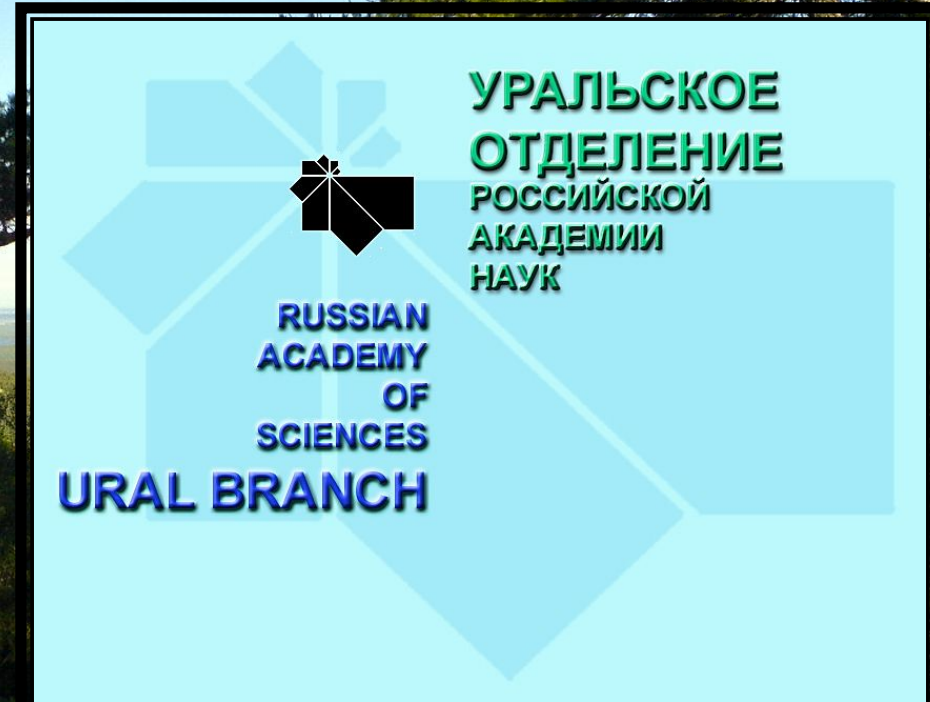 УРАЛЬСКОЕ
ОТДЕЛЕНИЕ
РОССИЙСКОЙ
АКАДЕМИИ
НАУК
RUSSIAN
ACADEMY
OF
SCIENCES
URAL BRANCH